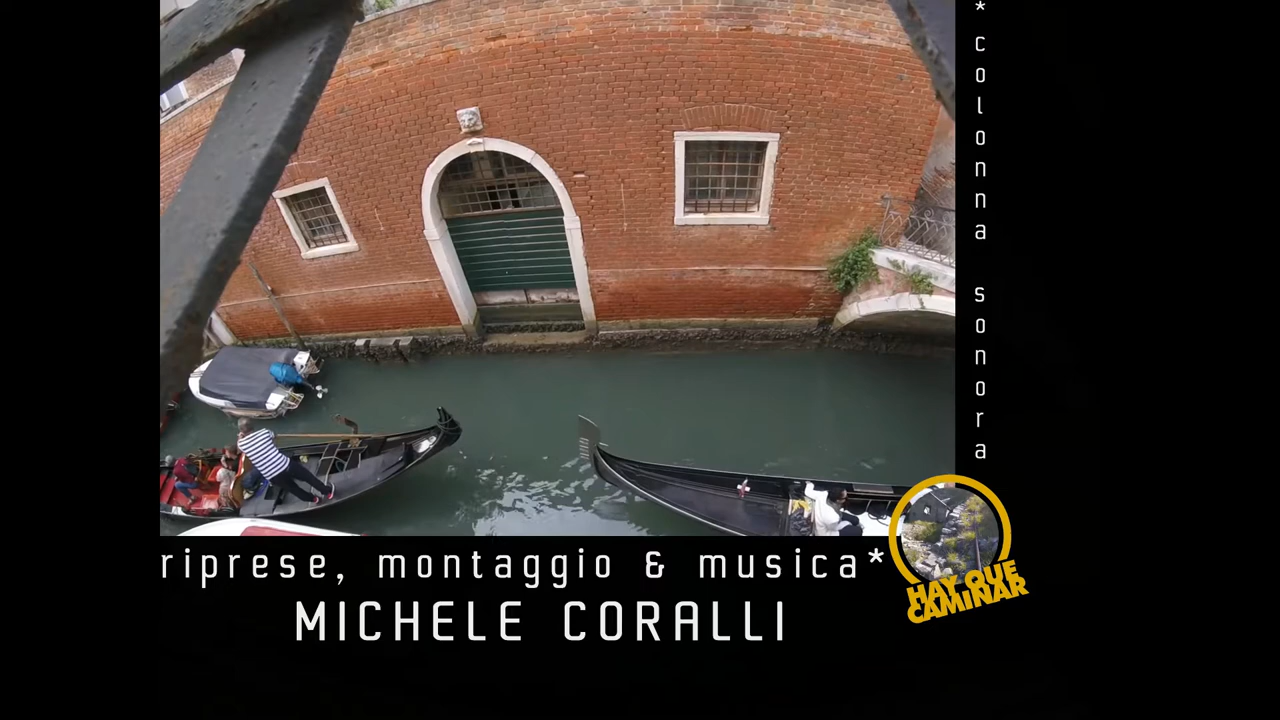 * colonna sonora
riprese, montaggio & musica*
MICHELE CORALLI
HAY QUE
CAMINAR